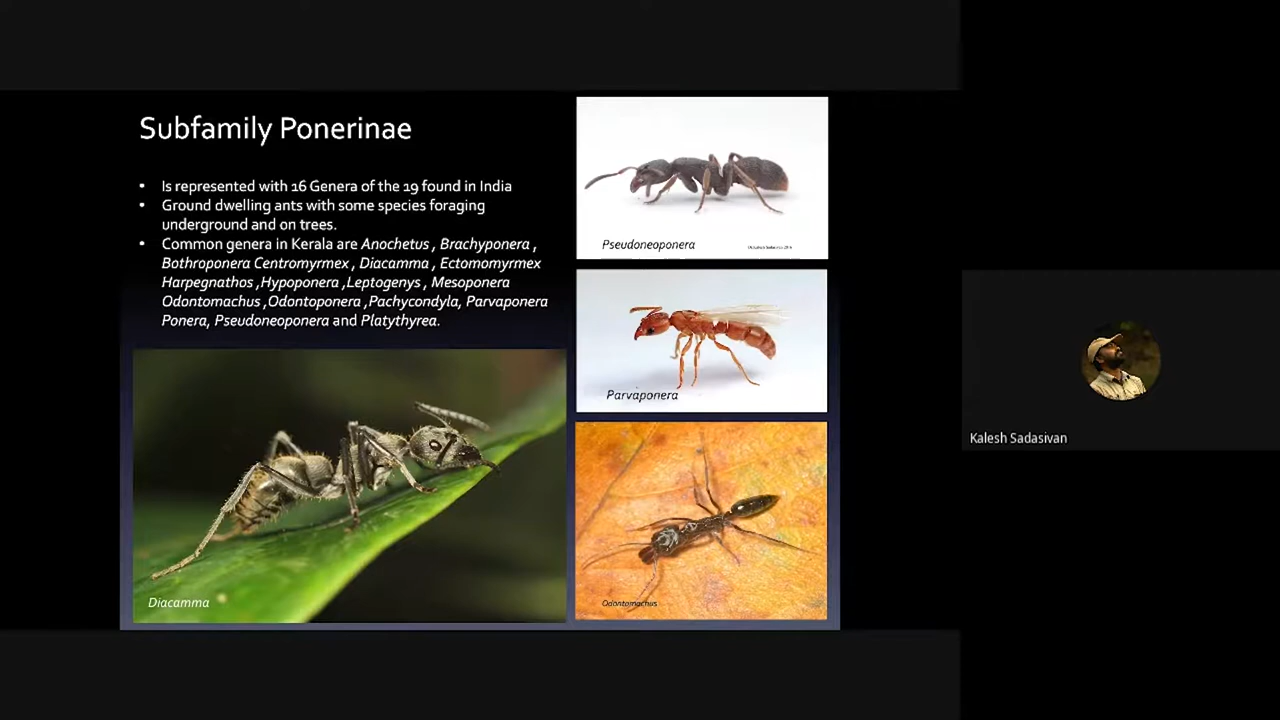 Subfamily Ponerinae
• Is represented with 16 Genera of the 19 found in India
• Ground dwelling ants with some species foraging
underground and on trees.
• Common genera in Kerala are Anochetus , Brachyponera ,
Bothroponera Centromyrmex , Diacamma , Ectomomyrmex
Harpegnathos ,Hypoponera ,Leptogenys , Mesoponera
Odontomachus ,Odontoponera ,Pachycondyla, Parvaponera
Ponera, Pseudoneoponera and Platythyrea.
Pseudoneoponera
Parvaponera
Diacamma
Odontomachus
Kalesh Sadasivan